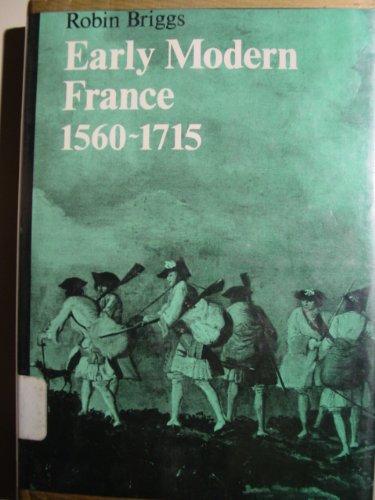 Robin Briggs
Early Modern
France
1560-1715